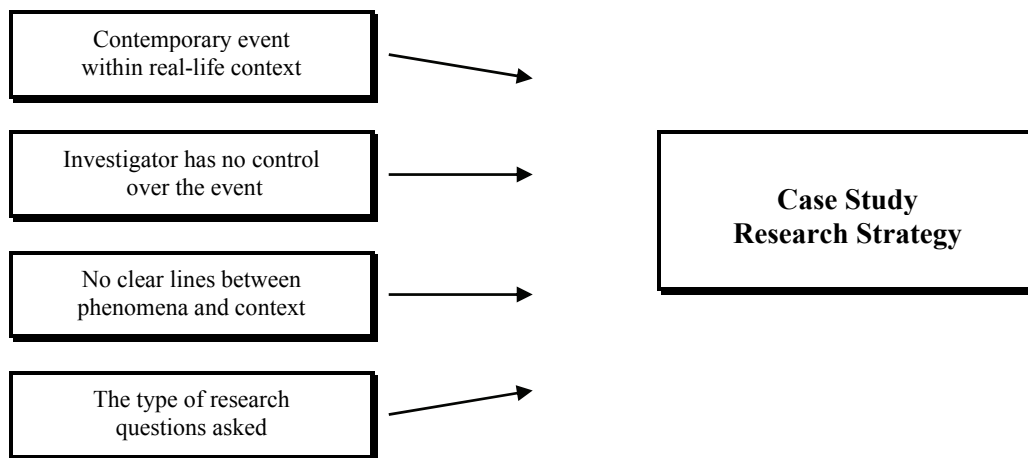 Contemporary event
within real-life context
Investigator has no control
over the event
No clear lines between
phenomena and context
The type of research
questions asked
Case Study
Research Strategy